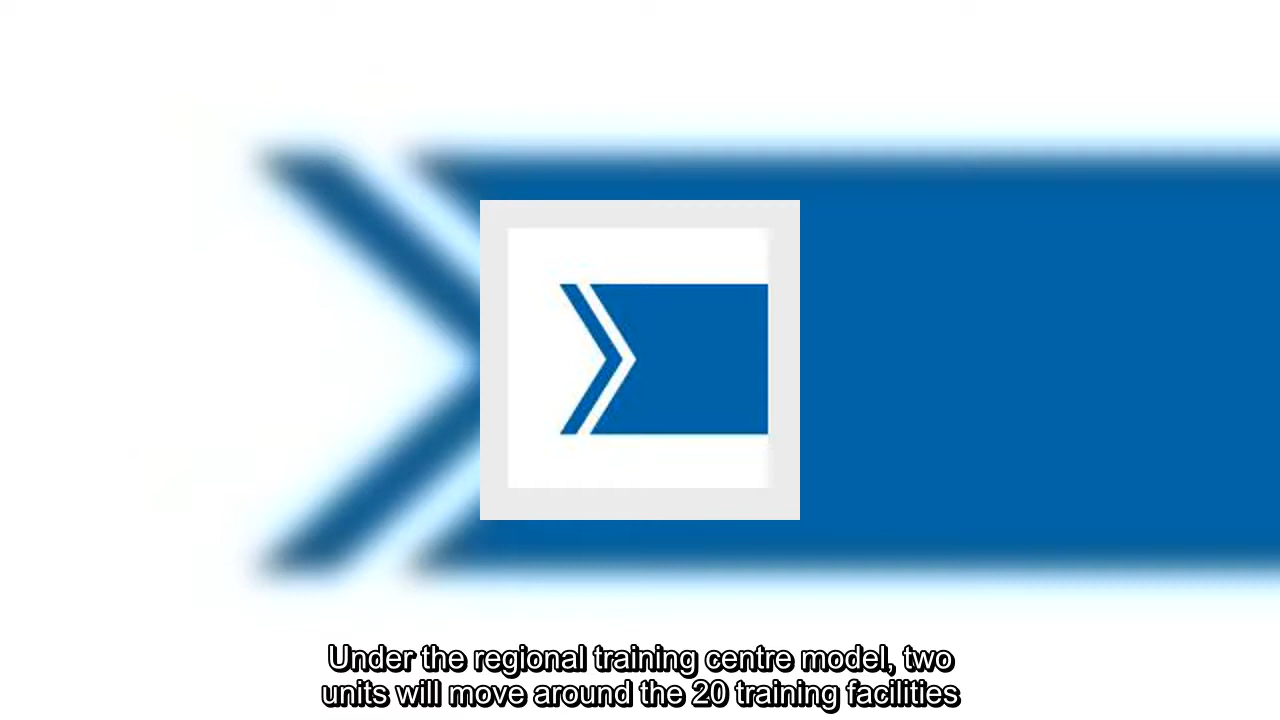 Under the regional training centre model, two
units will move around the 20 training facilities